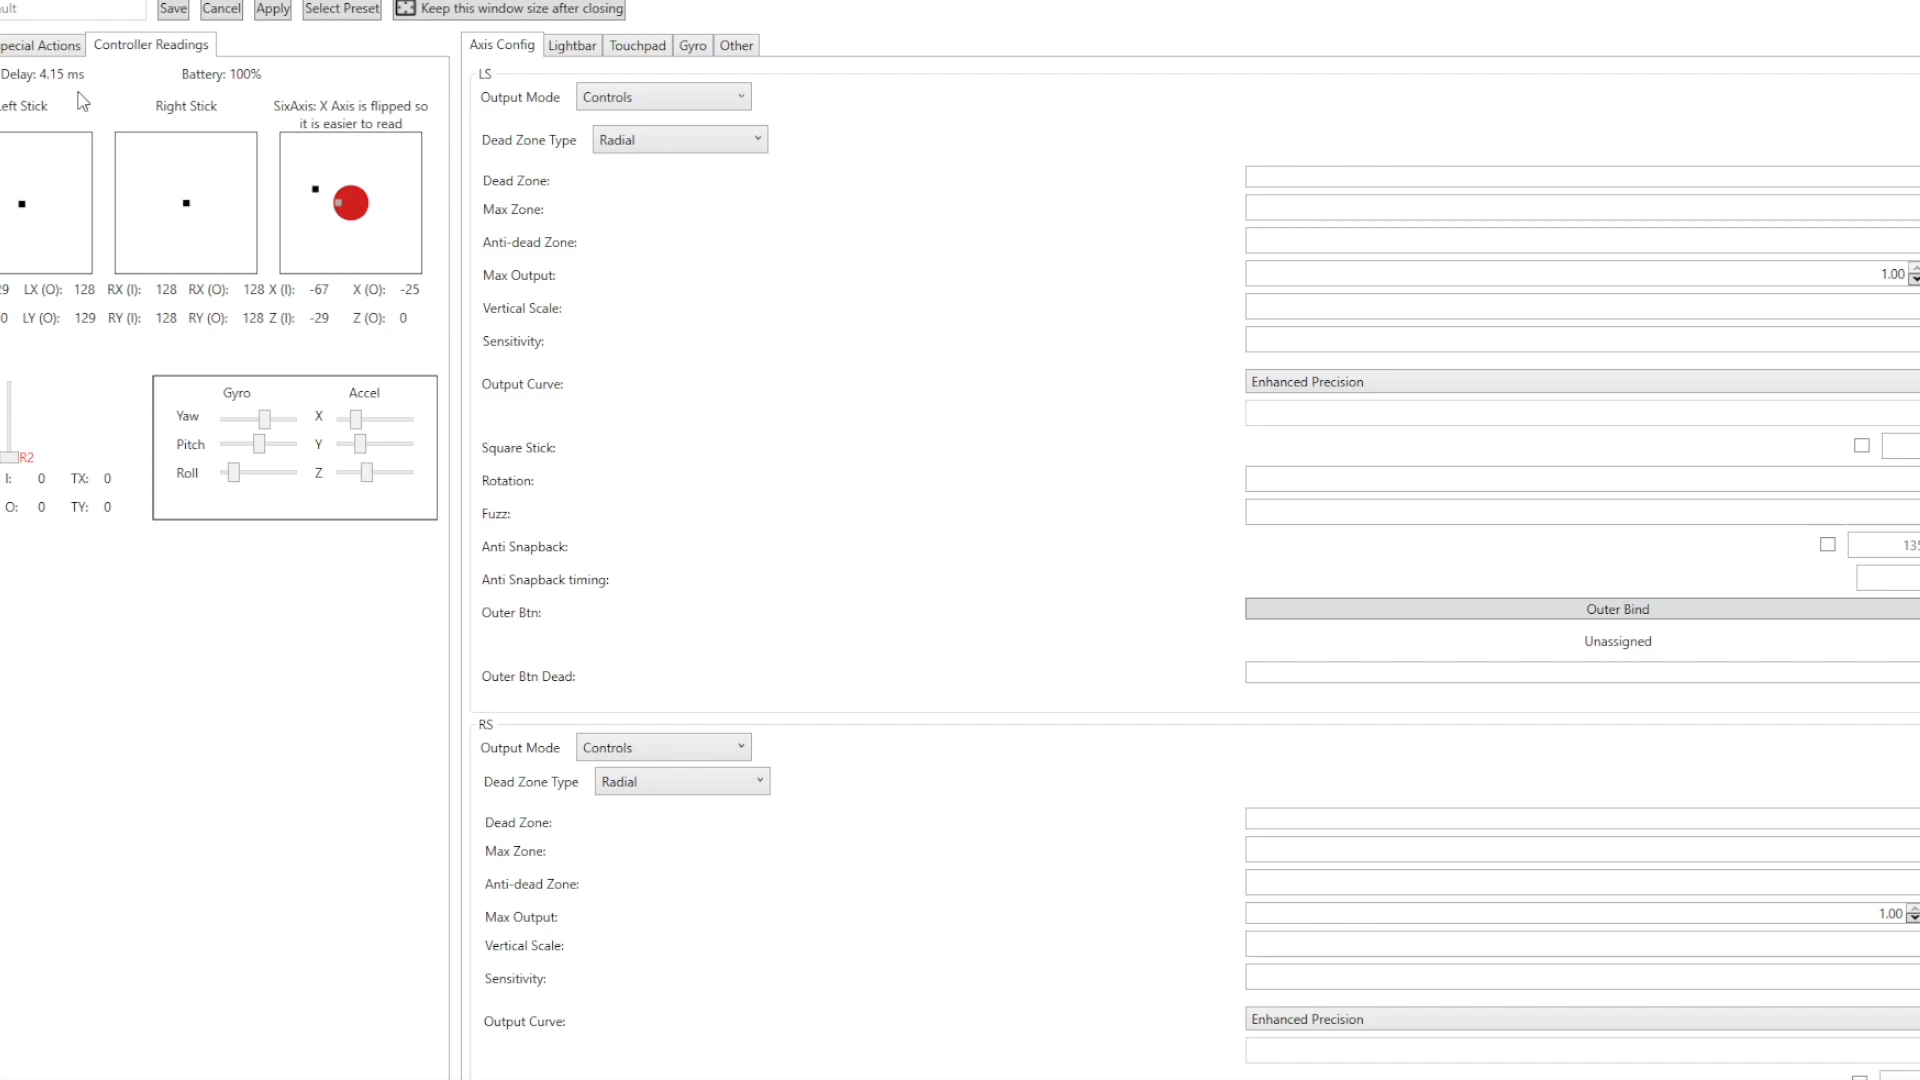 ult
Save
Cancel
Apply
Select Preset
Keep this window size after closing
pecial Actions
Controller Readings
Delay: 4.15 ms
Battery: 100%
eft Stick
Right Stick
SixAxis: X Axis is flipped so
it is easier to read
29 LX (O): 128 RX (I): 128 RX (O): 128 X (I): -67 X (O): -25
0 LY (O): 129 RY (I): 128 RY (O): 128 Z (I): -29 Z (O): 0
R2
I: 0 TX: 0
O: 0 TY: 0
Gyro
Accel
Yaw X
Pitch Y
Roll Z
Axis Config
Lightbar
Touchpad
Gyro
Other
LS
Output Mode Controls
Dead Zone Type Radial
Dead Zone:
Max Zone:
Anti-dead Zone:
Max Output: 1.00
Vertical Scale:
Sensitivity:
Output Curve: Enhanced Precision
Square Stick:
Rotation:
Fuzz:
Anti Snapback: 135
Anti Snapback timing:
Outer Btn: Outer Bind
Unassigned
Outer Btn Dead:
RS
Output Mode Controls
Dead Zone Type Radial
Dead Zone:
Max Zone:
Anti-dead Zone:
Max Output: 1.00
Vertical Scale:
Sensitivity:
Output Curve: Enhanced Precision